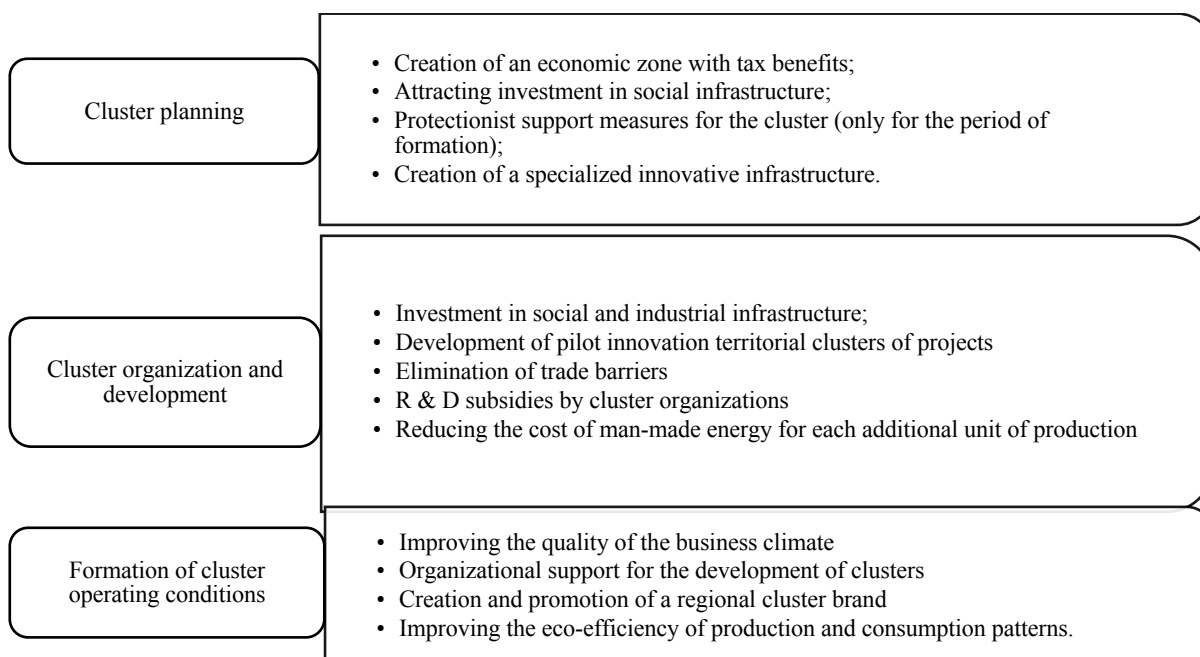 Cluster planning
• Creation of an economic zone with tax benefits;
• Attracting investment in social infrastructure;
• Protectionist support measures for the cluster (only for the period of
formation);
• Creation of a specialized innovative infrastructure.
Cluster organization and
development
• Investment in social and industrial infrastructure;
• Development of pilot innovation territorial clusters of projects
• Elimination of trade barriers
• R & D subsidies by cluster organizations
• Reducing the cost of man-made energy for each additional unit of production
Formation of cluster
operating conditions
• Improving the quality of the business climate
• Organizational support for the development of clusters
• Creation and promotion of a regional cluster brand
• Improving the eco-efficiency of production and consumption patterns.